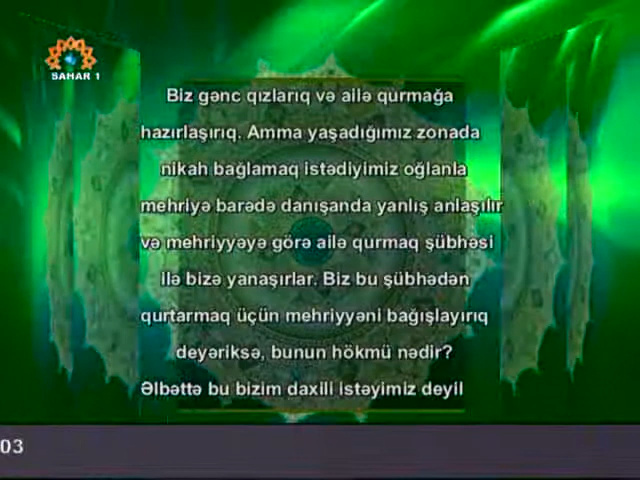 SAHAR 1
Biz gənc qızlarıq və ailə qurmağa
hazırlaşırıq. Amma yaşadığımız zonada
nikah bağlamaq istədiyimiz oğlanla
mehriyə barədə danışanda yanlış anlaşılır
və mehriyyəyə görə ailə qurmaq şübhəsi
ilə bizə yanaşırlar. Biz bu şübhədən
qurtarmaq üçün mehriyyəni bağışlayırıq
deyəriksə, bunun hökmü nədir?
Əlbəttə bu bizim daxili istəyimiz deyil
03